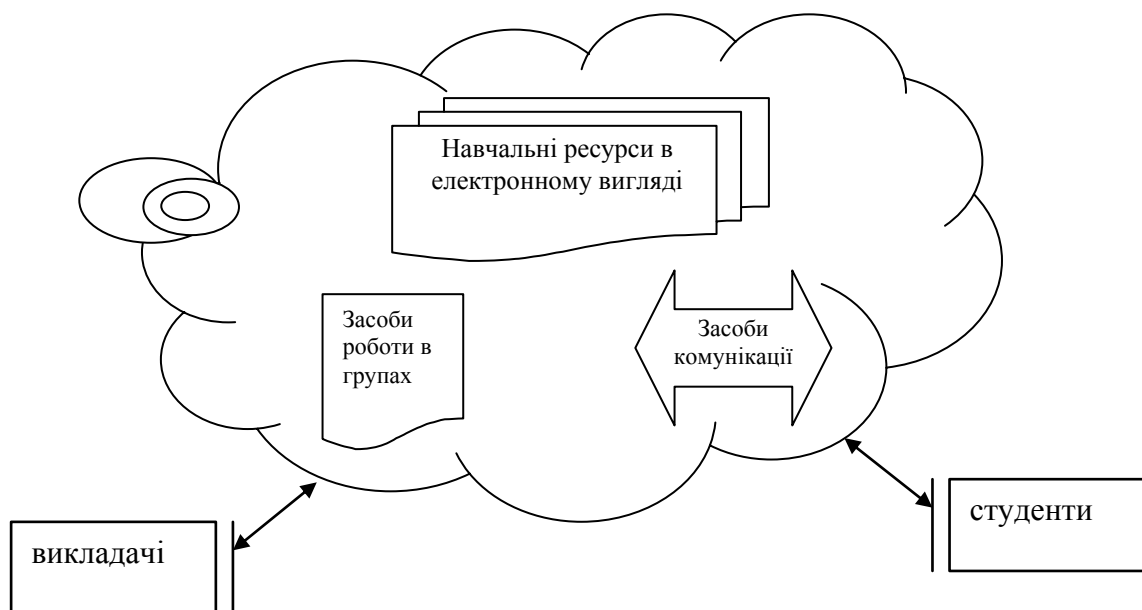 Навчальні ресурси в
електронному вигляді
Засоби
роботи в
групах
Засоби
комунікації
викладачі
студенти